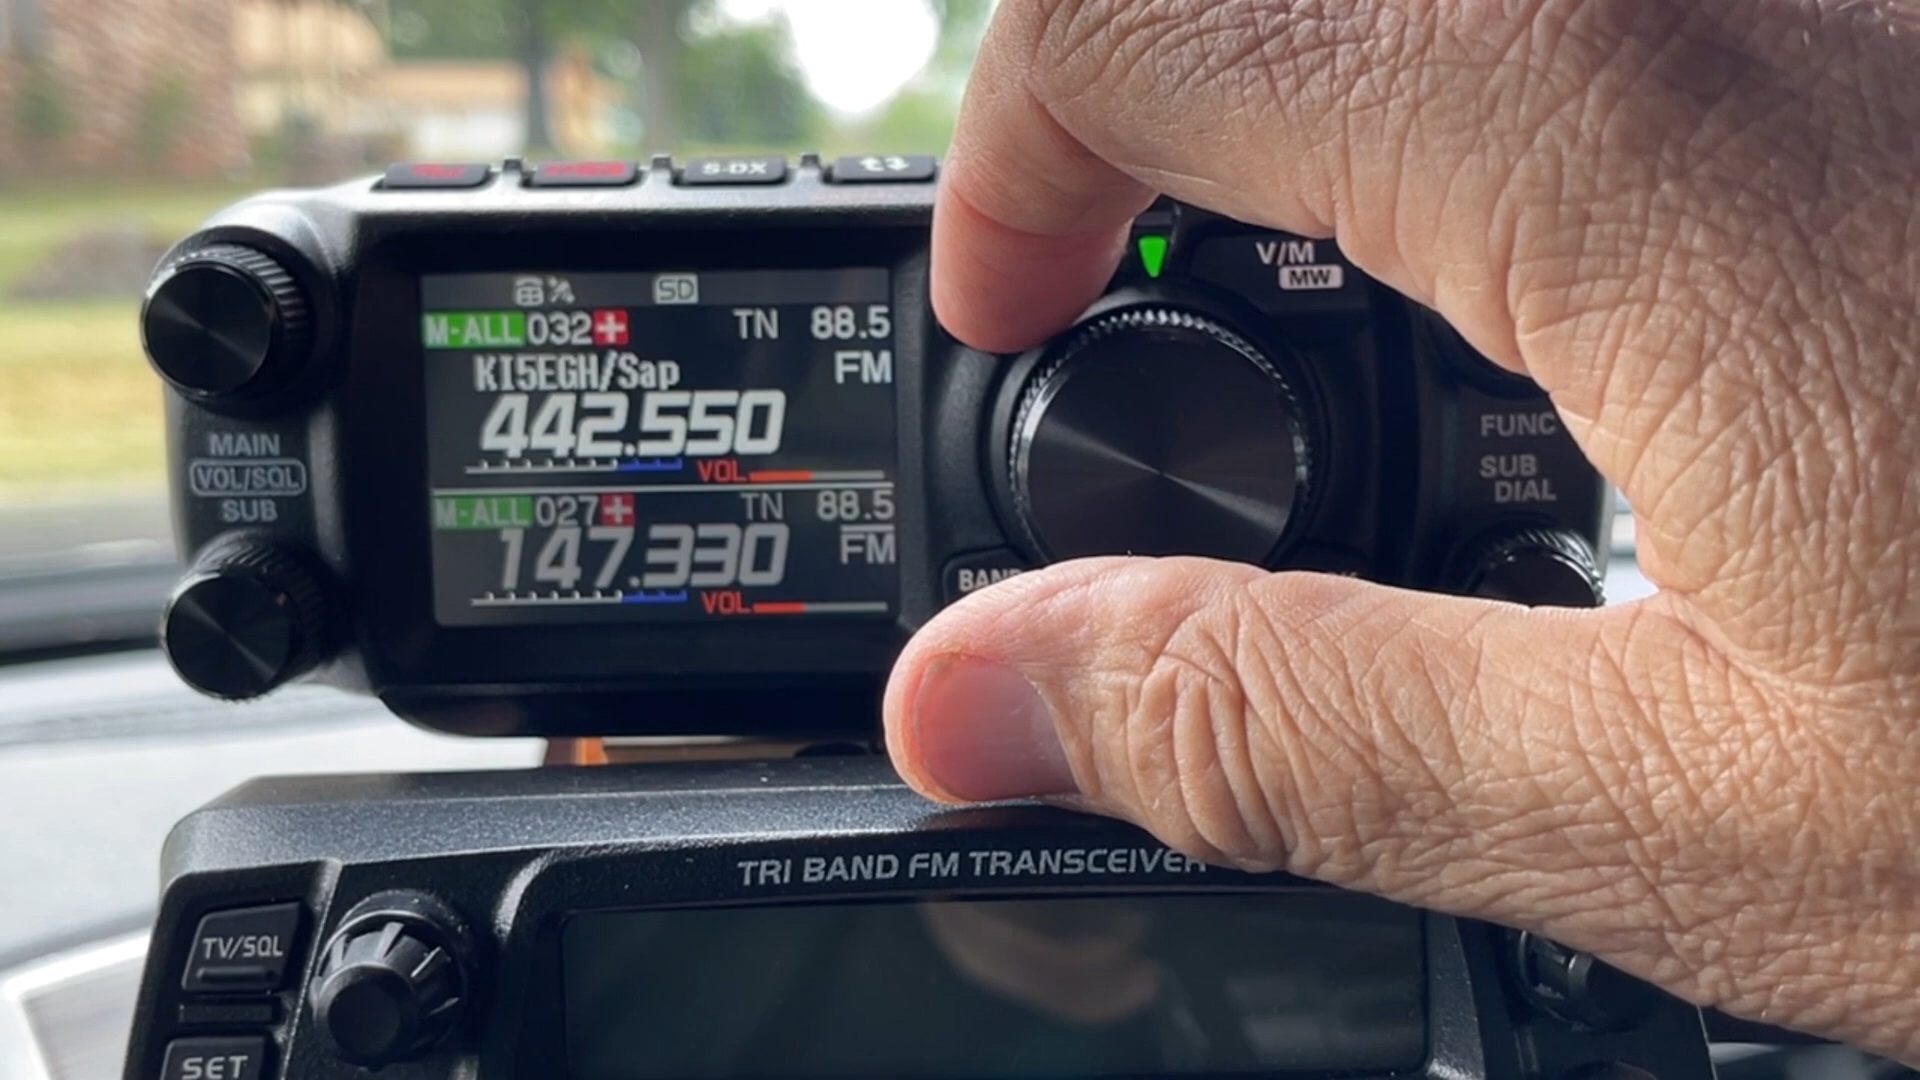 S-DX
V/M
MW
SD
M-ALL 032 + TN 88.5
KI5EGH/Sap FM
442.550
VOL
M-ALL 027 + TN 88.5
147.330 FM
VOL
MAIN
VOL/SQL
SUB
FUNC
SUB
DIAL
BAND
TRI BAND FM TRANSCEIVER
TV/SQL
SET